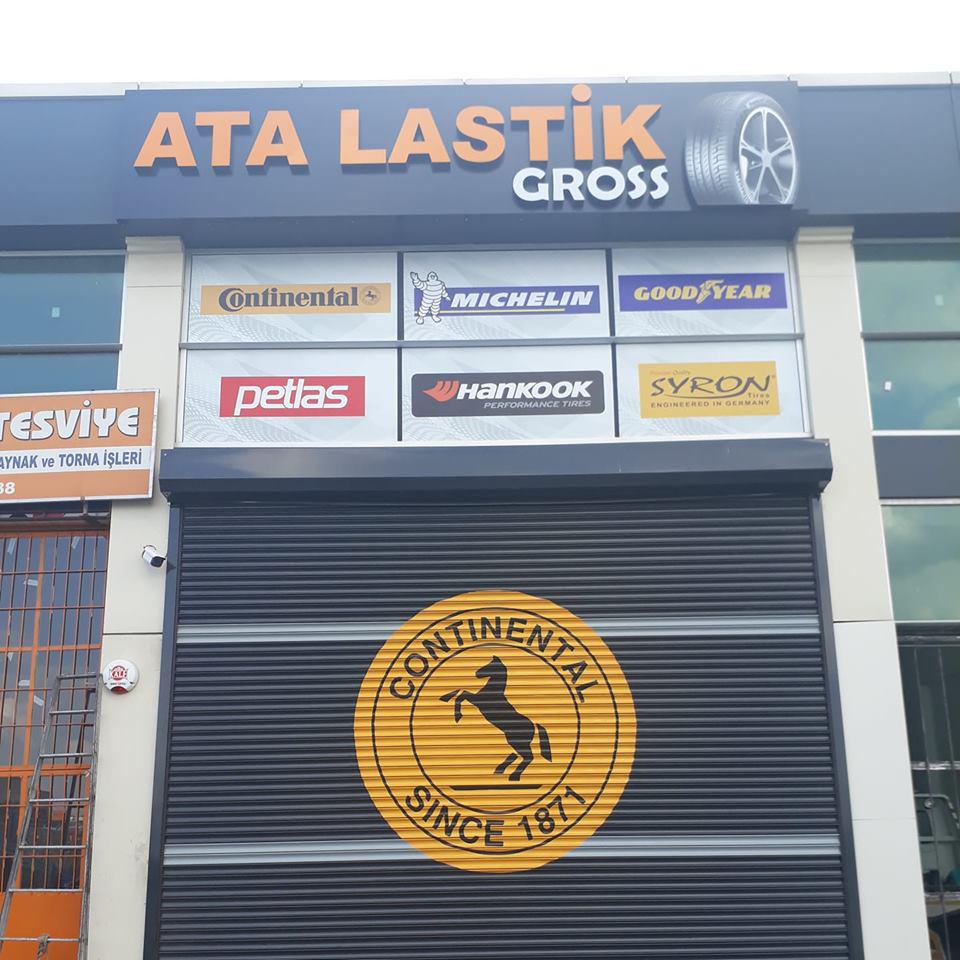 ATA LASTİK
GROSS
Continental
MICHELIN
GOODYEAR
petlas
HANKOOK
PERFORMANCE TIRES
Premium Quality
SYRON
Tires
ENGINEERED IN GERMANY
TESVİYE
AYNAK ve TORNA İŞLERİ
38
KALE
CONTINENTAL
SINCE 1871